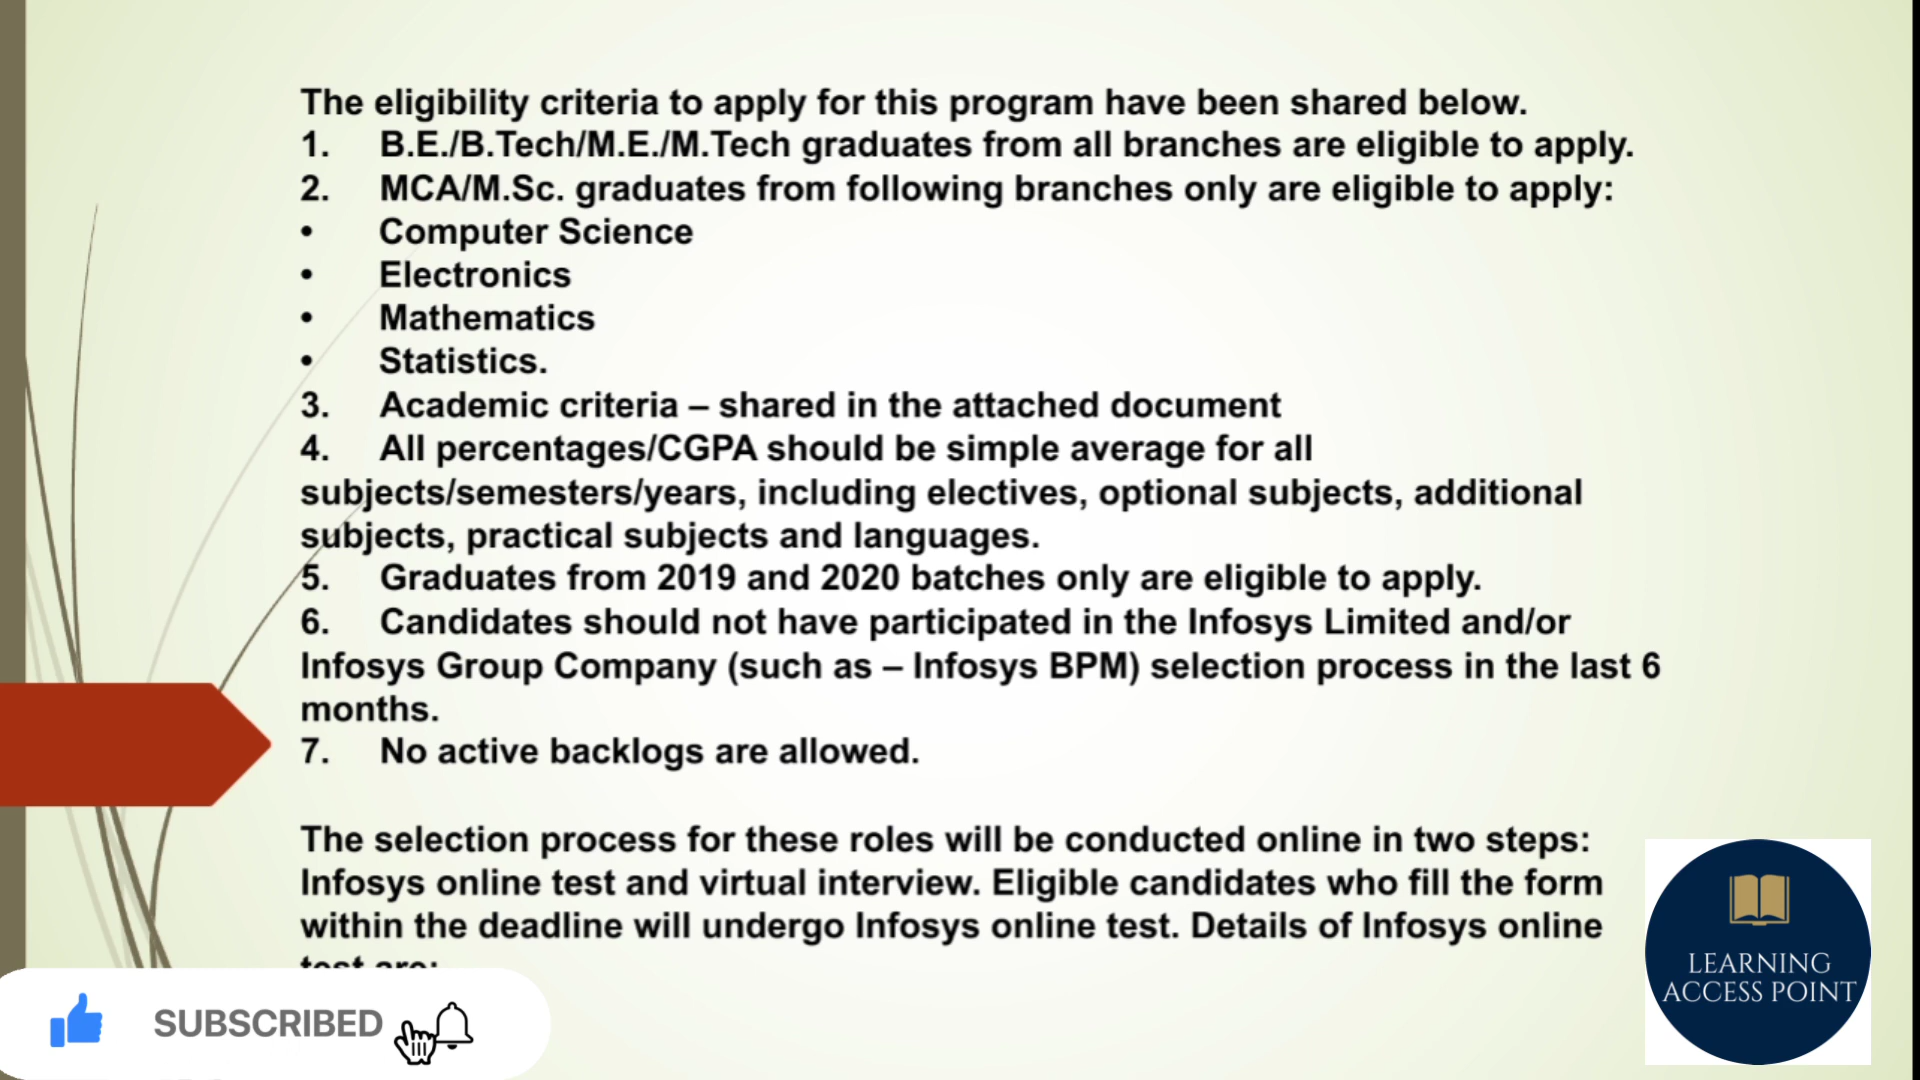 The eligibility criteria to apply for this program have been shared below.
1. B.E./B.Tech/M.E./M.Tech graduates from all branches are eligible to apply.
2. MCA/M.Sc. graduates from following branches only are eligible to apply:
• Computer Science
• Electronics
• Mathematics
• Statistics.
3. Academic criteria – shared in the attached document
4. All percentages/CGPA should be simple average for all
subjects/semesters/years, including electives, optional subjects, additional
subjects, practical subjects and languages.
5. Graduates from 2019 and 2020 batches only are eligible to apply.
6. Candidates should not have participated in the Infosys Limited and/or
Infosys Group Company (such as – Infosys BPM) selection process in the last 6
months.
7. No active backlogs are allowed.
The selection process for these roles will be conducted online in two steps:
Infosys online test and virtual interview. Eligible candidates who fill the form
within the deadline will undergo Infosys online test. Details of Infosys online
test are:
SUBSCRIBED
LEARNING
ACCESS POINT